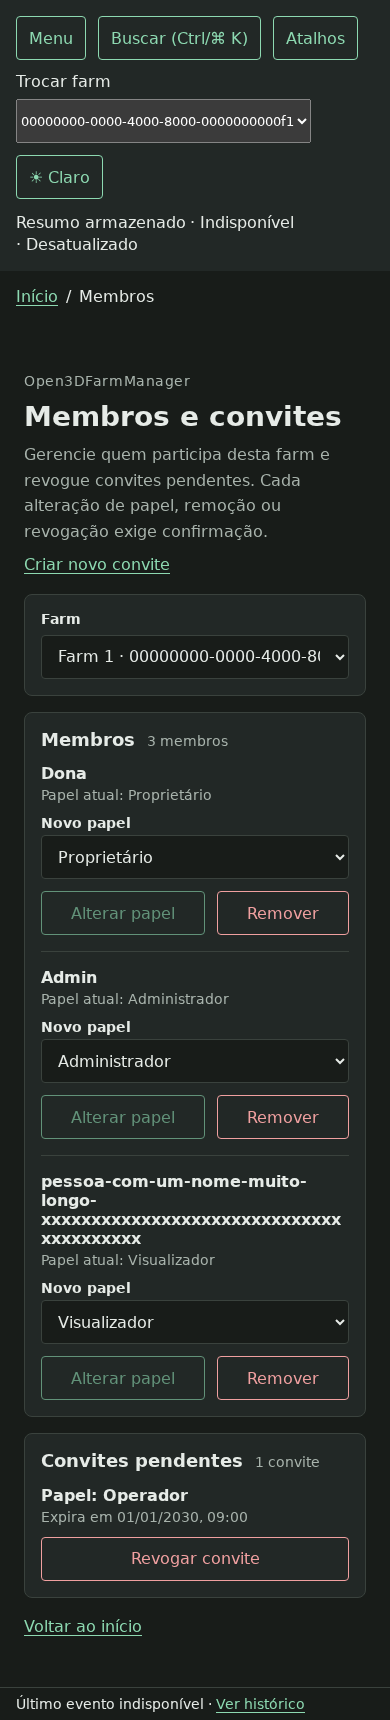 Menu
Buscar (Ctrl/⌘ K)
Atalhos
Trocar farm
00000000-0000-4000-8000-0000000000f1
☀ Claro
Resumo armazenado · Indisponível
· Desatualizado
Início / Membros
Open3DFarmManager
Membros e convites
Gerencie quem participa desta farm e
revogue convites pendentes. Cada
alteração de papel, remoção ou
revogação exige confirmação.
Criar novo convite
Farm
Farm 1 · 00000000-0000-4000-80
Membros 3 membros
Dona
Papel atual: Proprietário
Novo papel
Proprietário
Alterar papel
Remover
Admin
Papel atual: Administrador
Novo papel
Administrador
Alterar papel
Remover
pessoa-com-um-nome-muito-
longo-
xxxxxxxxxxxxxxxxxxxxxxxxxxxxxx
xxxxxxxxxx
Papel atual: Visualizador
Novo papel
Visualizador
Alterar papel
Remover
Convites pendentes 1 convite
Papel: Operador
Expira em 01/01/2030, 09:00
Revogar convite
Voltar ao início
Último evento indisponível · Ver histórico